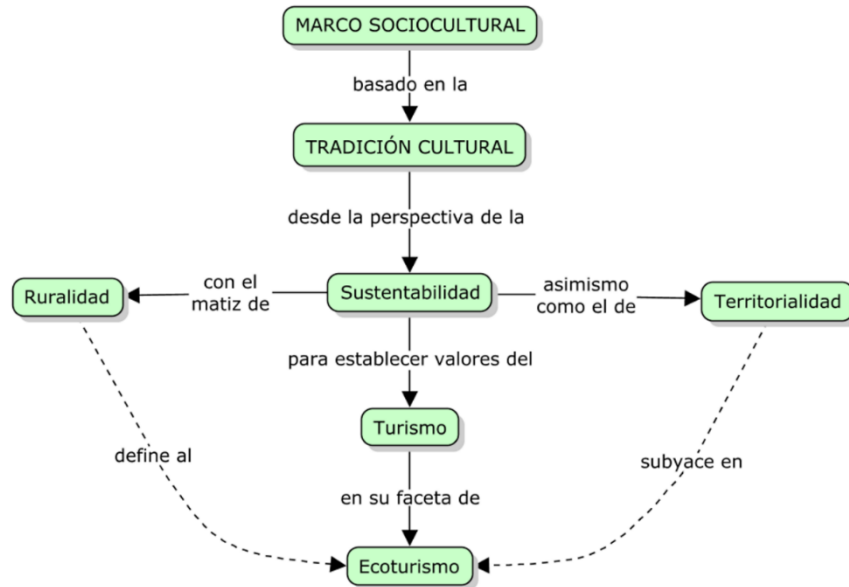 MARCO SOCIOCULTURAL
basado en la
TRADICIÓN CULTURAL
desde la perspectiva de la
Ruralidad
con el
matiz de
Sustentabilidad
asimismo
como el de
Territorialidad
para establecer valores del
Turismo
define al
subyace en
en su faceta de
Ecoturismo